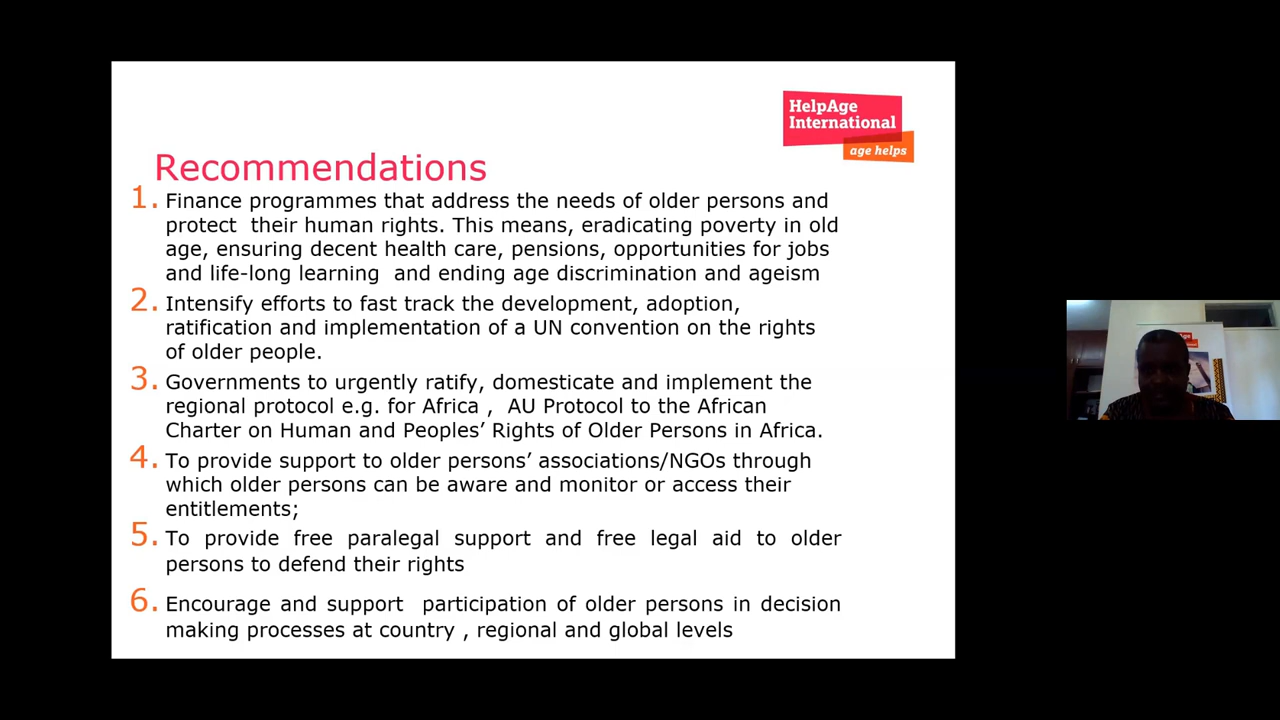 HelpAge
International
age helps
Recommendations
1. Finance programmes that address the needs of older persons and
protect their human rights. This means, eradicating poverty in old
age, ensuring decent health care, pensions, opportunities for jobs
and life-long learning and ending age discrimination and ageism
2. Intensify efforts to fast track the development, adoption,
ratification and implementation of a UN convention on the rights
of older people.
3. Governments to urgently ratify, domesticate and implement the
regional protocol e.g. for Africa , AU Protocol to the African
Charter on Human and Peoples’ Rights of Older Persons in Africa.
4. To provide support to older persons’ associations/NGOs through
which older persons can be aware and monitor or access their
entitlements;
5. To provide free paralegal support and free legal aid to older
persons to defend their rights
6. Encourage and support participation of older persons in decision
making processes at country , regional and global levels